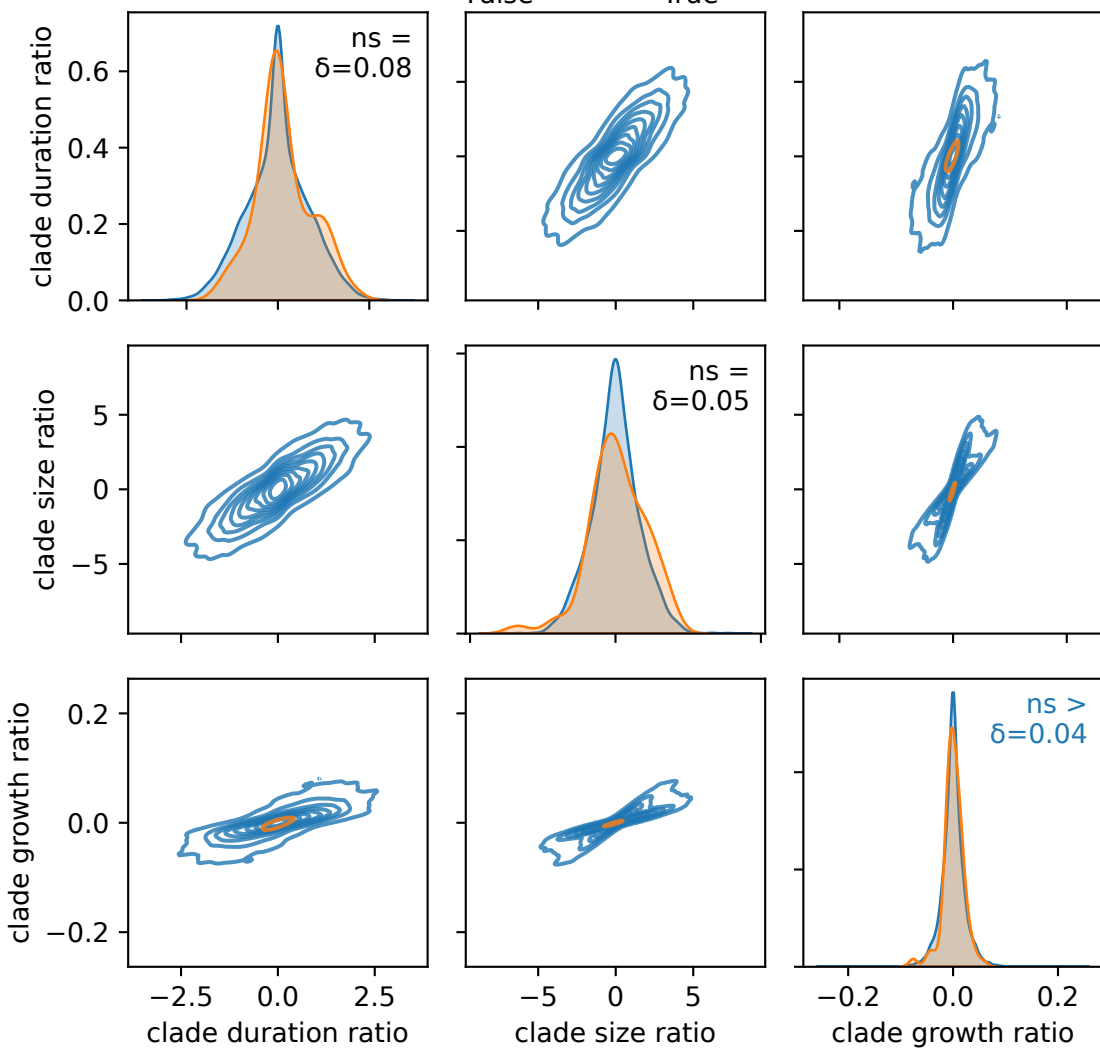 True
clade duration ratio
0.6
0.4
0.2
0.0
ns =
δ=0.08
clade size ratio
5
0
−5
ns =
δ=0.05
clade growth ratio
0.2
0.0
−0.2
ns >
δ=0.04
−2.5 0.0 2.5 −5 0 5 −0.2 0.0 0.2
clade duration ratio clade size ratio clade growth ratio